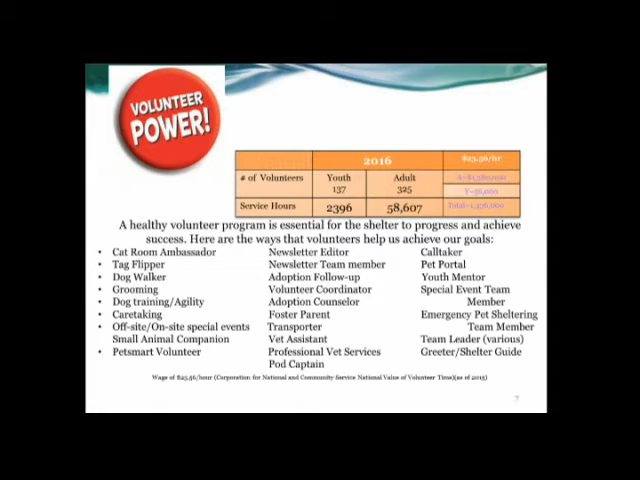 VOLUNTEER
POWER!
2016
$23.56/hr
# of Volunteers
Youth
137
Adult
325
Service Hours
2396
58,607
A healthy volunteer program is essential for the shelter to progress and achieve
success. Here are the ways that volunteers help us achieve our goals:
• Cat Room Ambassador
• Tag Flipper
• Dog Walker
• Grooming
• Dog training/Agility
• Caretaking
• Off-site/On-site special events
Small Animal Companion
• Petsmart Volunteer
Newsletter Editor
Newsletter Team member
Adoption Follow-up
Volunteer Coordinator
Adoption Counselor
Foster Parent
Transporter
Vet Assistant
Professional Vet Services
Pod Captain
Calltaker
Pet Portal
Youth Mentor
Special Event Team
Member
Emergency Pet Sheltering
Team Member
Team Leader (various)
Greeter/Shelter Guide
Wage of $23.56/hour (Corporation for National and Community Service National Value of Volunteer Time)(as of 2015)
7